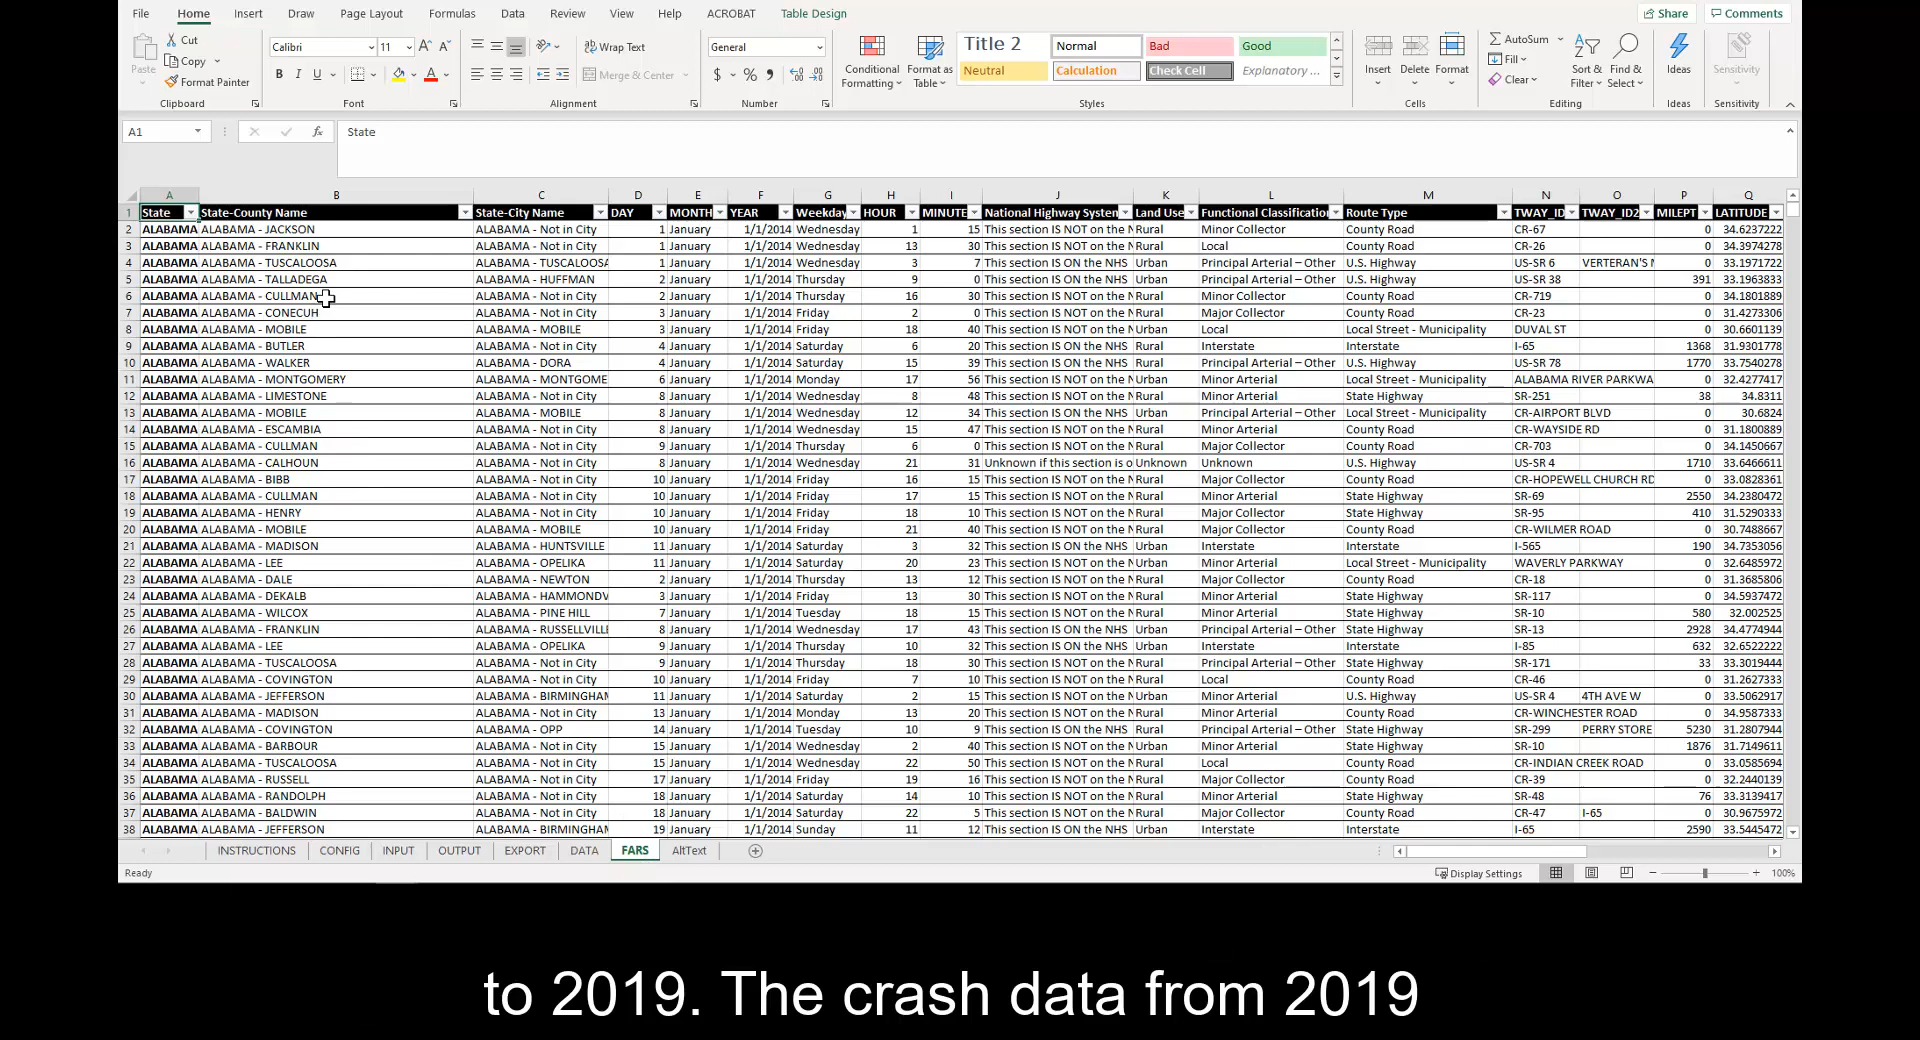 File Home Insert Draw Page Layout Formulas Data Review View Help ACROBAT Table Design Share Comments
Cut Calibri 11 Wrap Text General Title 2 Normal Bad Good AutoSum
Copy Neutral Calculation Check Cell Explanatory ... Fill
Paste Format Painter Merge & Center Conditional Formatting Format as Table Insert Delete Format Clear Sort & Filter Find & Select Ideas Sensitivity
Clipboard Font Alignment Number Styles Cells Editing Ideas Sensitivity
A1 State
A B C D E F G H I J K L M N O P Q
1 State State-County Name State-City Name DAY MONTH YEAR Weekday HOUR MINUTE National Highway System Land Use Functional Classification Route Type TWAY_ID TWAY_ID2 MILEPT LATITUDE
2 ALABAMA ALABAMA - JACKSON ALABAMA - Not in City 1 January 1/1/2014 Wednesday 1 15 This section IS NOT on the N Rural Minor Collector County Road CR-67 0 34.6237222
3 ALABAMA ALABAMA - FRANKLIN ALABAMA - Not in City 1 January 1/1/2014 Wednesday 13 30 This section IS NOT on the N Rural Local County Road CR-26 0 34.3974278
4 ALABAMA ALABAMA - TUSCALOOSA ALABAMA - TUSCALOOSA 1 January 1/1/2014 Wednesday 3 7 This section IS ON the NHS Urban Principal Arterial – Other U.S. Highway US-SR 6 VERTERAN'S 0 33.1971722
5 ALABAMA ALABAMA - TALLADEGA ALABAMA - HUFFMAN 2 January 1/1/2014 Thursday 9 0 This section IS ON the NHS Rural Principal Arterial – Other U.S. Highway US-SR 38 391 33.1963833
6 ALABAMA ALABAMA - CULLMAN ALABAMA - Not in City 2 January 1/1/2014 Thursday 16 30 This section IS NOT on the N Rural Minor Collector County Road CR-719 0 34.1801889
7 ALABAMA ALABAMA - CONECUH ALABAMA - Not in City 3 January 1/1/2014 Friday 2 0 This section IS NOT on the N Rural Major Collector County Road CR-23 0 31.4273306
8 ALABAMA ALABAMA - MOBILE ALABAMA - MOBILE 3 January 1/1/2014 Friday 18 40 This section IS NOT on the N Urban Local Local Street - Municipality DUVAL ST 0 30.6601139
9 ALABAMA ALABAMA - BUTLER ALABAMA - Not in City 4 January 1/1/2014 Saturday 6 20 This section IS ON the NHS Rural Interstate Interstate I-65 1368 31.9301778
10 ALABAMA ALABAMA - WALKER ALABAMA - DORA 4 January 1/1/2014 Saturday 15 39 This section IS ON the NHS Rural Principal Arterial – Other U.S. Highway US-SR 78 1770 33.7540278
11 ALABAMA ALABAMA - MONTGOMERY ALABAMA - MONTGOME 6 January 1/1/2014 Monday 17 56 This section IS NOT on the N Urban Minor Arterial Local Street - Municipality ALABAMA RIVER PARKWA 0 32.4277417
12 ALABAMA ALABAMA - LIMESTONE ALABAMA - Not in City 8 January 1/1/2014 Wednesday 8 48 This section IS NOT on the N Rural Minor Arterial State Highway SR-251 38 34.8311
13 ALABAMA ALABAMA - MOBILE ALABAMA - MOBILE 8 January 1/1/2014 Wednesday 12 34 This section IS ON the NHS Urban Principal Arterial – Other Local Street - Municipality CR-AIRPORT BLVD 0 30.6824
14 ALABAMA ALABAMA - ESCAMBIA ALABAMA - Not in City 8 January 1/1/2014 Wednesday 15 47 This section IS NOT on the N Rural Minor Arterial County Road CR-WAYSIDE RD 0 31.1800889
15 ALABAMA ALABAMA - CULLMAN ALABAMA - Not in City 9 January 1/1/2014 Thursday 6 0 This section IS NOT on the N Rural Major Collector County Road CR-703 0 34.1450667
16 ALABAMA ALABAMA - CALHOUN ALABAMA - Not in City 8 January 1/1/2014 Wednesday 21 31 Unknown if this section is o Unknown Unknown U.S. Highway US-SR 4 1710 33.6466611
17 ALABAMA ALABAMA - BIBB ALABAMA - Not in City 10 January 1/1/2014 Friday 16 15 This section IS NOT on the N Rural Major Collector County Road CR-HOPEWELL CHURCH RD 0 33.0828361
18 ALABAMA ALABAMA - CULLMAN ALABAMA - Not in City 10 January 1/1/2014 Friday 17 15 This section IS NOT on the N Rural Minor Arterial State Highway SR-69 2550 34.2380472
19 ALABAMA ALABAMA - HENRY ALABAMA - Not in City 10 January 1/1/2014 Friday 18 10 This section IS NOT on the N Rural Major Collector State Highway SR-95 410 31.5290333
20 ALABAMA ALABAMA - MOBILE ALABAMA - MOBILE 10 January 1/1/2014 Friday 21 40 This section IS NOT on the N Rural Major Collector County Road CR-WILMER ROAD 0 30.7488667
21 ALABAMA ALABAMA - MADISON ALABAMA - HUNTSVILLE 11 January 1/1/2014 Saturday 3 32 This section IS ON the NHS Urban Interstate Interstate I-565 190 34.7353056
22 ALABAMA ALABAMA - LEE ALABAMA - OPELIKA 11 January 1/1/2014 Saturday 20 23 This section IS NOT on the N Urban Minor Arterial Local Street - Municipality WAVERLY PARKWAY 0 32.6485972
23 ALABAMA ALABAMA - DALE ALABAMA - NEWTON 2 January 1/1/2014 Thursday 13 12 This section IS NOT on the N Rural Major Collector County Road CR-18 0 31.3685806
24 ALABAMA ALABAMA - DEKALB ALABAMA - HAMMONDV 3 January 1/1/2014 Friday 13 30 This section IS NOT on the N Rural Minor Arterial State Highway SR-117 0 34.5937472
25 ALABAMA ALABAMA - WILCOX ALABAMA - PINE HILL 7 January 1/1/2014 Tuesday 18 15 This section IS NOT on the N Rural Minor Arterial State Highway SR-10 580 32.002525
26 ALABAMA ALABAMA - FRANKLIN ALABAMA - RUSSELLVILLE 8 January 1/1/2014 Wednesday 17 43 This section IS ON the NHS Urban Principal Arterial – Other State Highway SR-13 2928 34.4774944
27 ALABAMA ALABAMA - LEE ALABAMA - OPELIKA 9 January 1/1/2014 Thursday 10 32 This section IS ON the NHS Urban Interstate Interstate I-85 632 32.6522222
28 ALABAMA ALABAMA - TUSCALOOSA ALABAMA - Not in City 9 January 1/1/2014 Thursday 18 30 This section IS NOT on the N Rural Principal Arterial – Other State Highway SR-171 33 33.3019444
29 ALABAMA ALABAMA - COVINGTON ALABAMA - Not in City 10 January 1/1/2014 Friday 7 10 This section IS NOT on the N Rural Local County Road CR-46 0 31.2627333
30 ALABAMA ALABAMA - JEFFERSON ALABAMA - BIRMINGHAM 11 January 1/1/2014 Saturday 2 15 This section IS NOT on the N Urban Minor Arterial U.S. Highway US-SR 4 4TH AVE W 0 33.5062917
31 ALABAMA ALABAMA - MADISON ALABAMA - Not in City 13 January 1/1/2014 Monday 13 20 This section IS NOT on the N Rural Minor Arterial County Road CR-WINCHESTER ROAD 0 34.9587333
32 ALABAMA ALABAMA - COVINGTON ALABAMA - OPP 14 January 1/1/2014 Tuesday 10 9 This section IS NOT on the N Rural Principal Arterial – Other State Highway SR-299 PERRY STORE 5230 31.2807944
33 ALABAMA ALABAMA - BARBOUR ALABAMA - Not in City 15 January 1/1/2014 Wednesday 2 40 This section IS NOT on the N Urban Minor Arterial State Highway SR-10 1876 31.7149611
34 ALABAMA ALABAMA - TUSCALOOSA ALABAMA - Not in City 15 January 1/1/2014 Wednesday 22 50 This section IS NOT on the N Rural Local County Road CR-INDIAN CREEK ROAD 0 33.0585694
35 ALABAMA ALABAMA - RUSSELL ALABAMA - Not in City 17 January 1/1/2014 Friday 19 16 This section IS NOT on the N Rural Major Collector County Road CR-39 0 32.2440139
36 ALABAMA ALABAMA - RANDOLPH ALABAMA - Not in City 18 January 1/1/2014 Saturday 14 10 This section IS NOT on the N Rural Minor Arterial State Highway SR-48 76 33.3139417
37 ALABAMA ALABAMA - BALDWIN ALABAMA - Not in City 18 January 1/1/2014 Saturday 22 5 This section IS NOT on the N Rural Major Collector County Road CR-47 I-65 0 30.9675972
38 ALABAMA ALABAMA - JEFFERSON ALABAMA - BIRMINGHAM 19 January 1/1/2014 Sunday 11 12 This section IS ON the NHS Urban Interstate Interstate I-65 2590 33.5445472
INSTRUCTIONS CONFIG INPUT OUTPUT EXPORT DATA FARS AltText
Ready Display Settings 100%
to 2019. The crash data from 2019